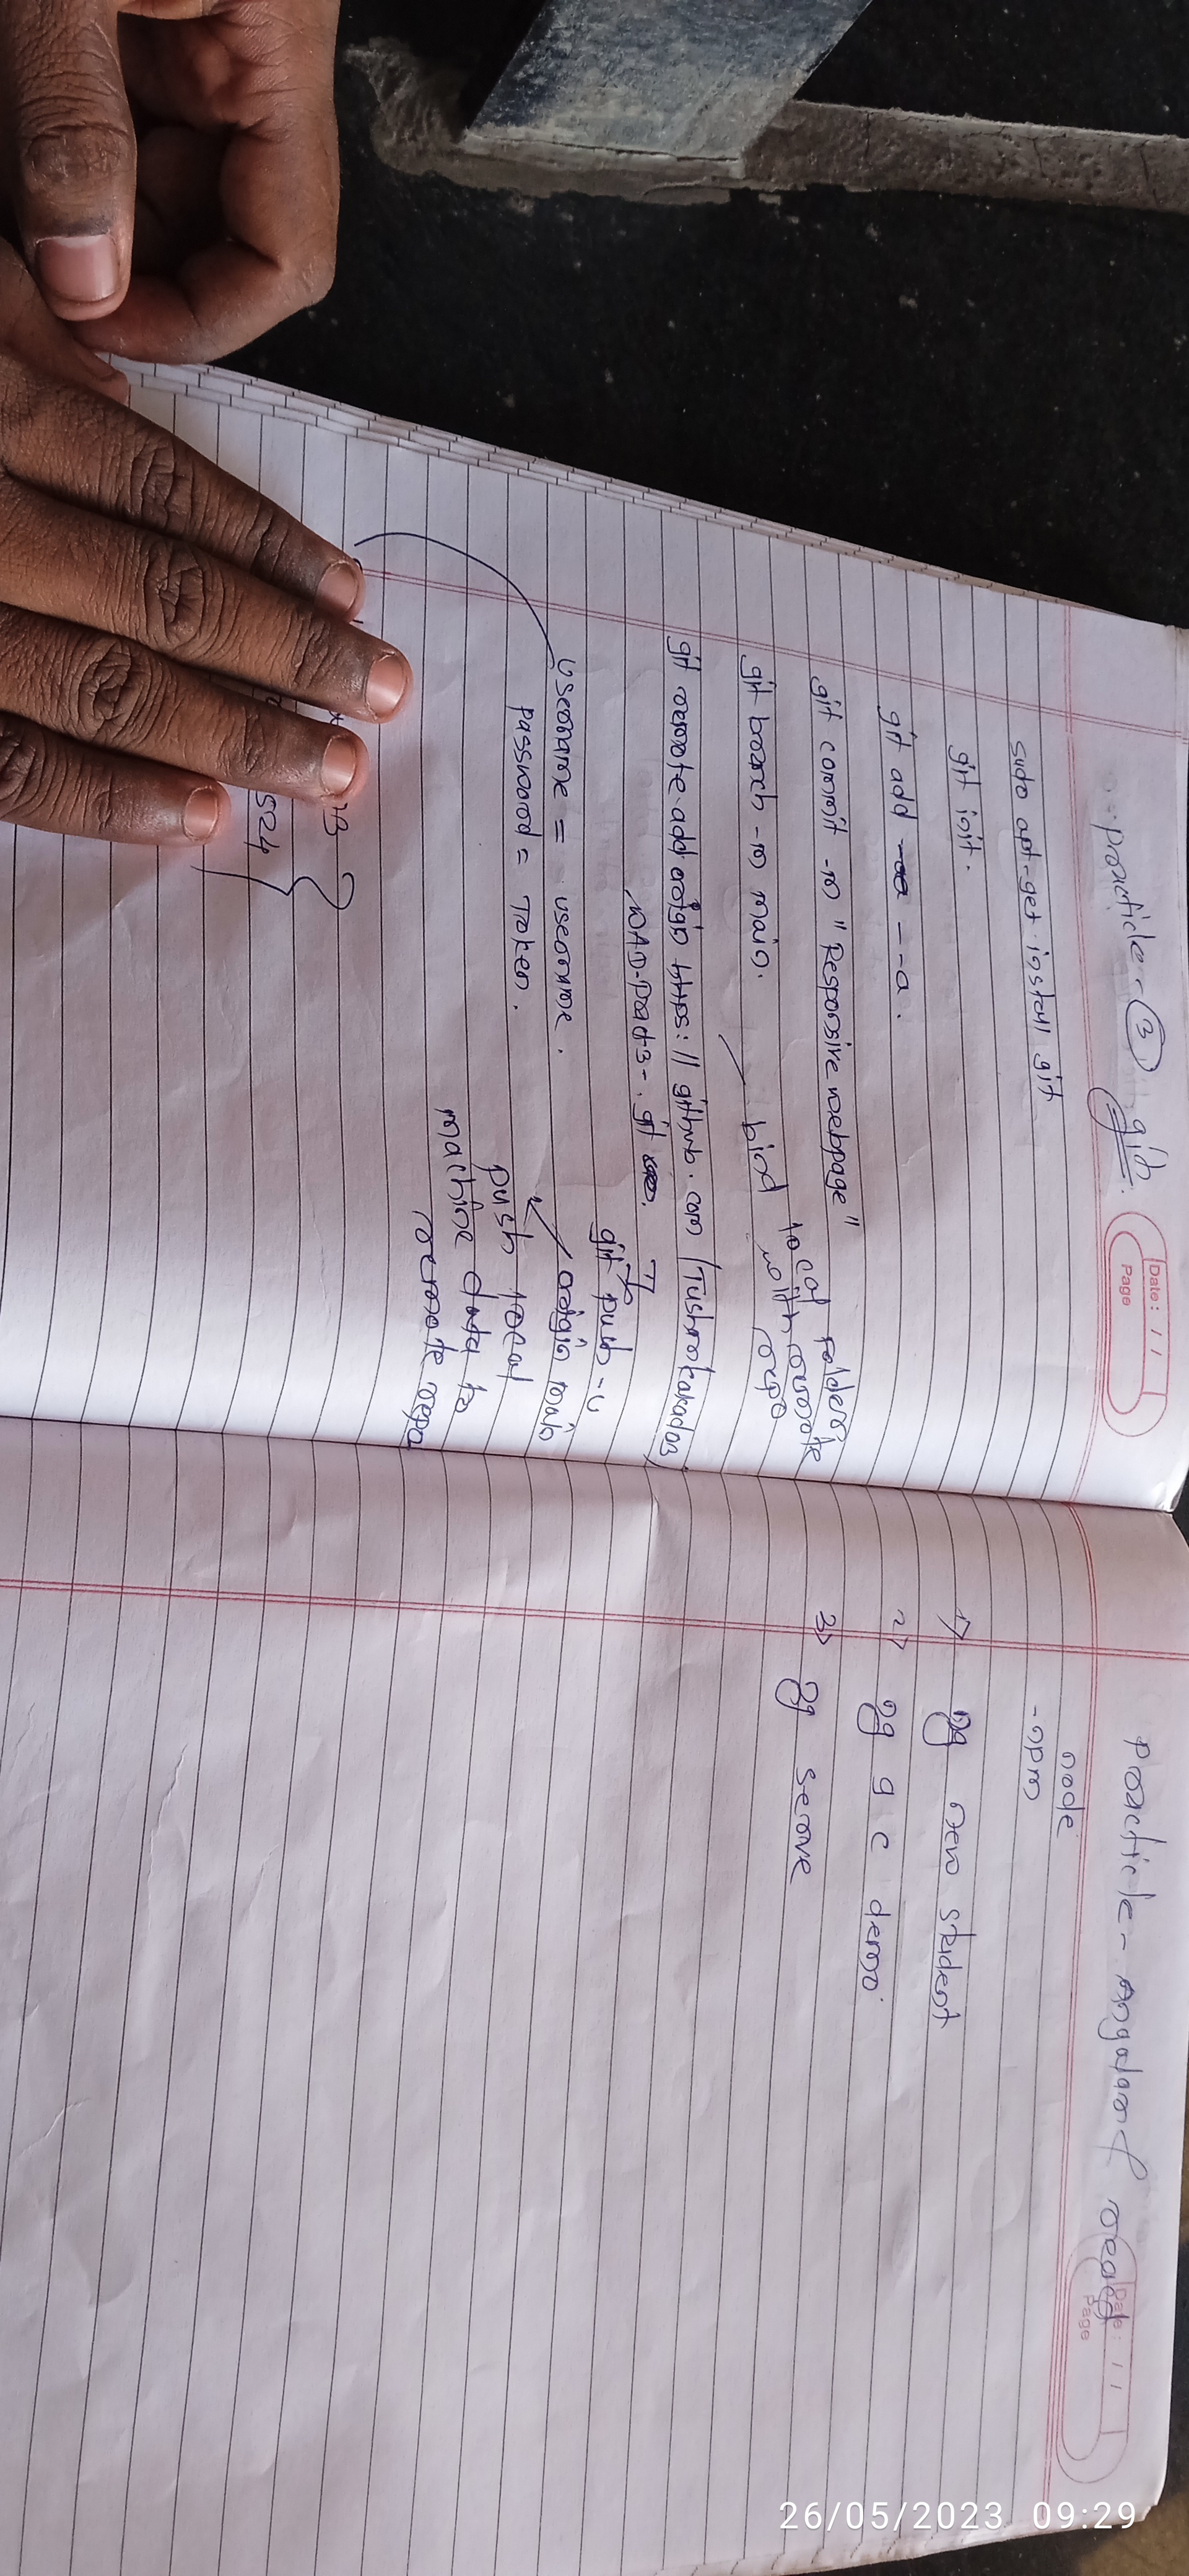 Practicle - 3 git
Date: / /
Page
sudo apt-get install git
git init.
git add --a.
git commit -m "Responsive webpage"
git branch -m main.
bind local folder
with remote
repo
git remote add origin https://github.com/Tushrokarados/
WAD-Pract3-.git
git push -u
origin main
username = username.
password = Token.
push local
machine data to
remote repo
524
Practicle - Angular & react
Date: / /
Page
node
-npm
1) ng new student
2) ng g c demo
3) ng serve
26/05/2023 09:29